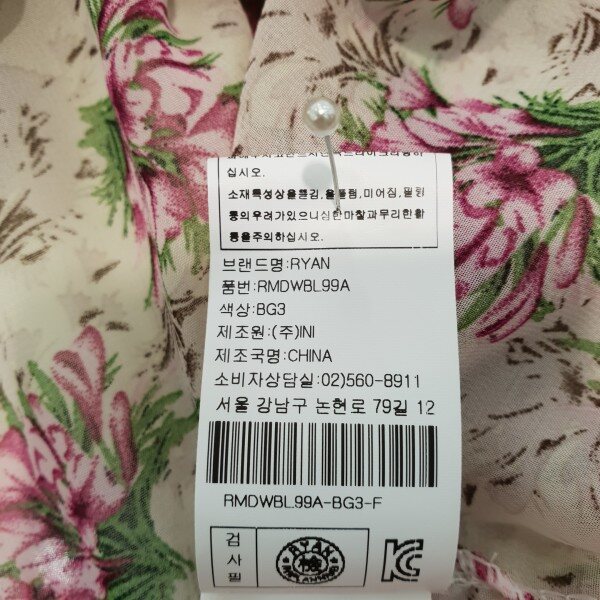 십시오.
소재특성상올풀김,올뜯혐,미어짐,필링
등의우려가있으니심한마찰과무리한활
동을주의하십시오.
브랜드명:RYAN
품번:RMDWBL99A
색상:BG3
제조원:(주)INI
제조국명:CHINA
소비자상담실:02)560-8911
서울 강남구 논현로 79길 12
RMDWBL99A-BG3-F
검
사
필
RYAN
KC